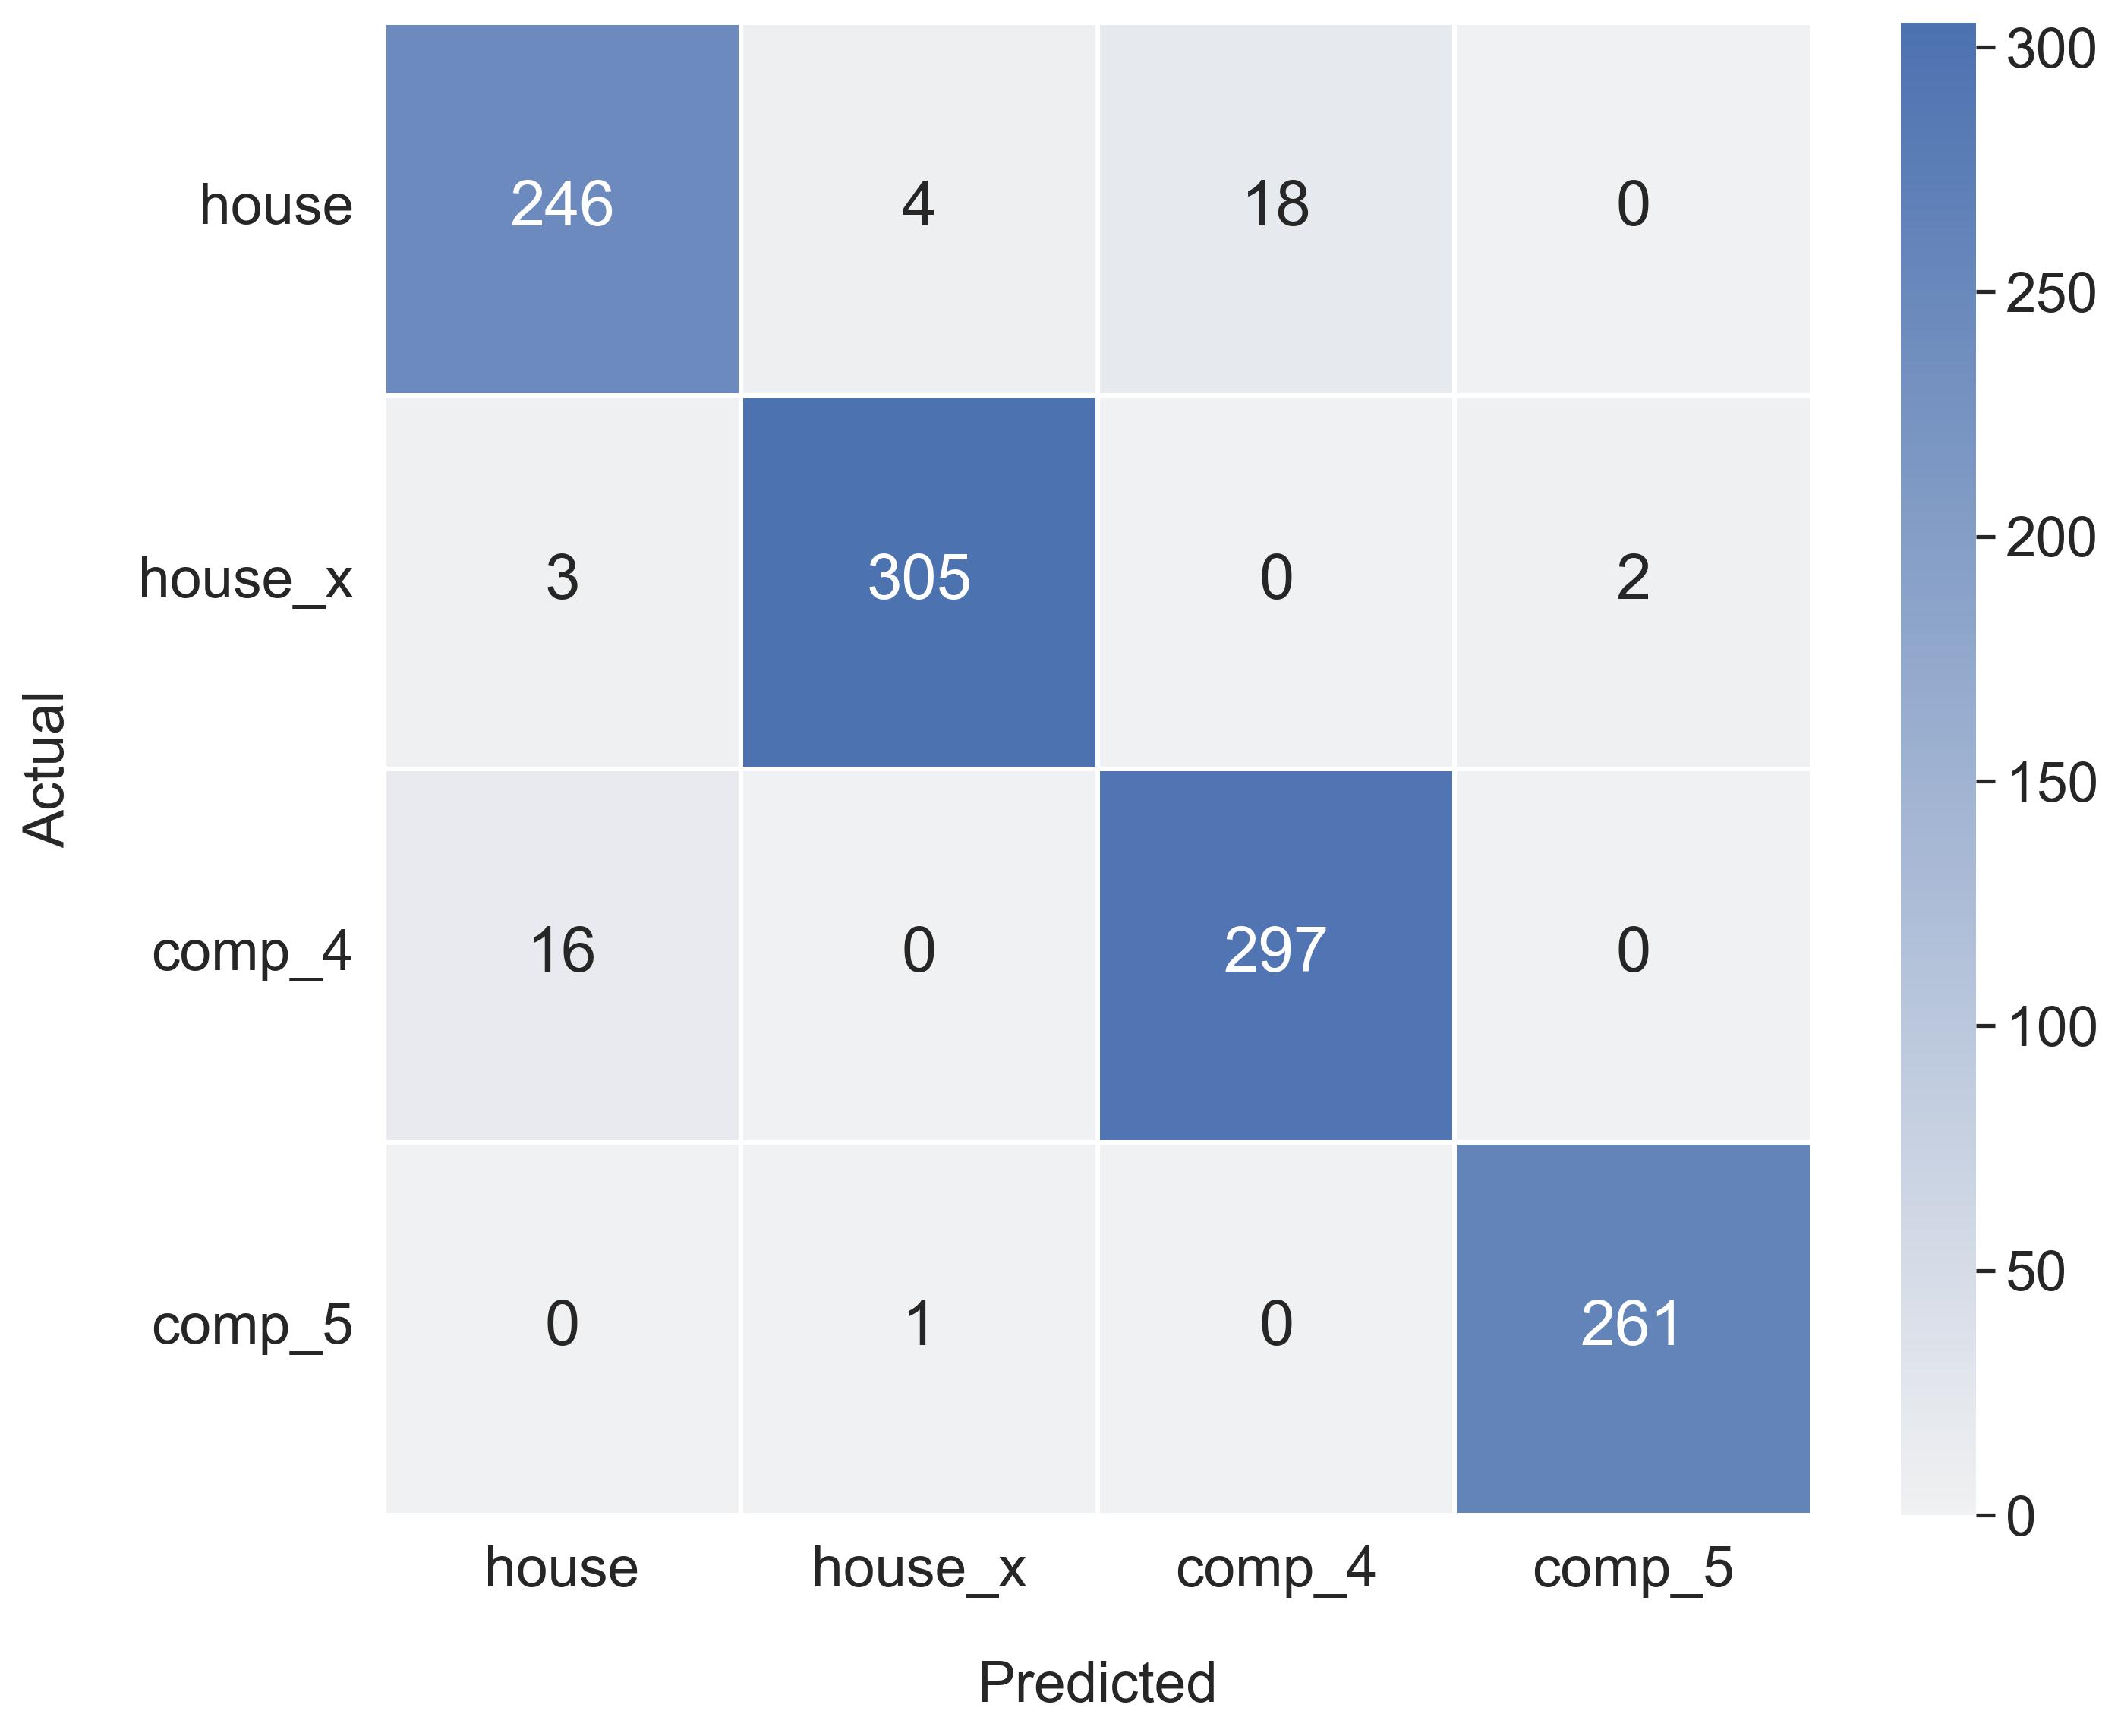 house 246 4 18 0
house_x 3 305 0 2
comp_4 16 0 297 0
comp_5 0 1 0 261
house house_x comp_4 comp_5
Predicted
Actual
300
250
200
150
100
50
0